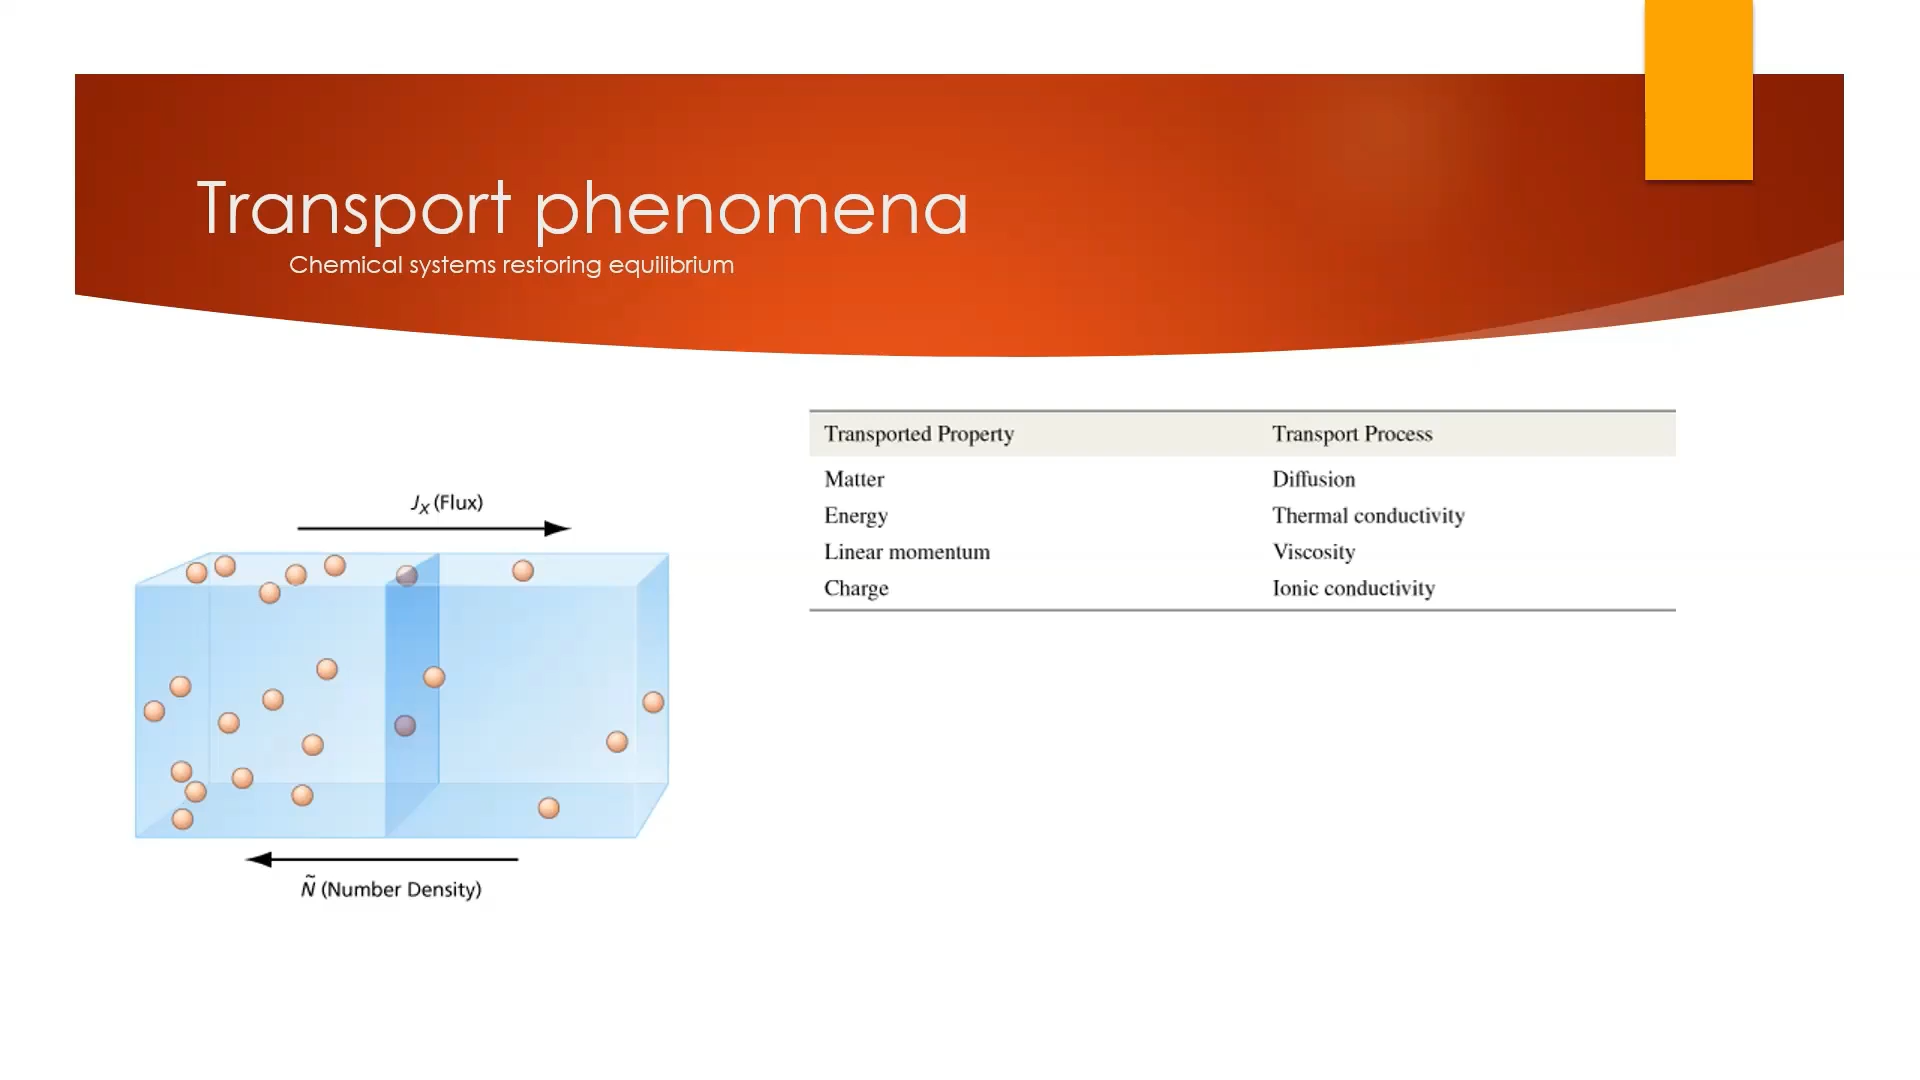 Transport phenomena
Chemical systems restoring equilibrium
Jx (Flux)
Ñ (Number Density)
Transported Property Transport Process
Matter Diffusion
Energy Thermal conductivity
Linear momentum Viscosity
Charge Ionic conductivity